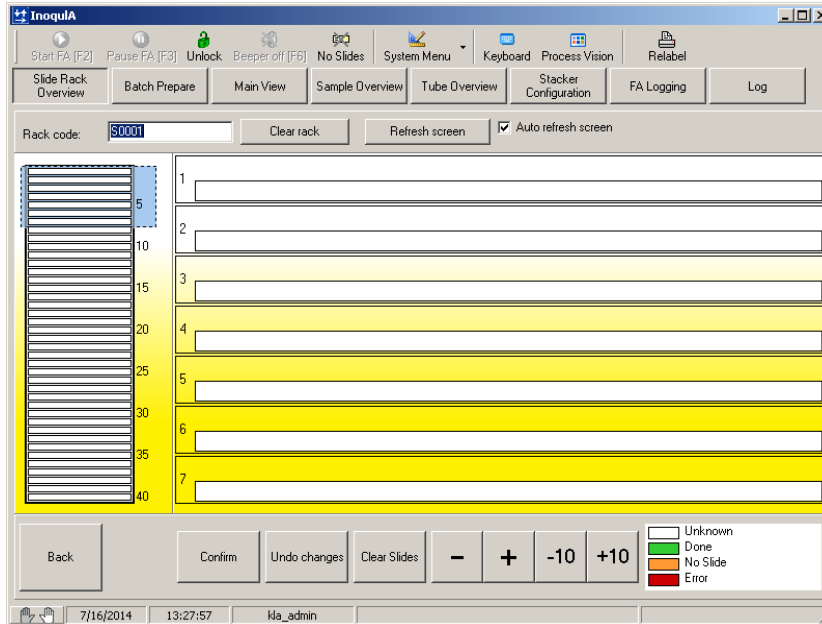 InoqulA
Start FA [F2] Pause FA [F3] Unlock Beeper off [F6] No Slides System Menu Keyboard Process Vision Relabel
Slide Rack Overview Batch Prepare Main View Sample Overview Tube Overview Stacker Configuration FA Logging Log
Rack code: S0001 Clear rack Refresh screen Auto refresh screen
5
10
15
20
25
30
35
40
1
2
3
4
5
6
7
Back Confirm Undo changes Clear Slides − + -10 +10
Unknown
Done
No Slide
Error
7/16/2014 13:27:57 kla_admin